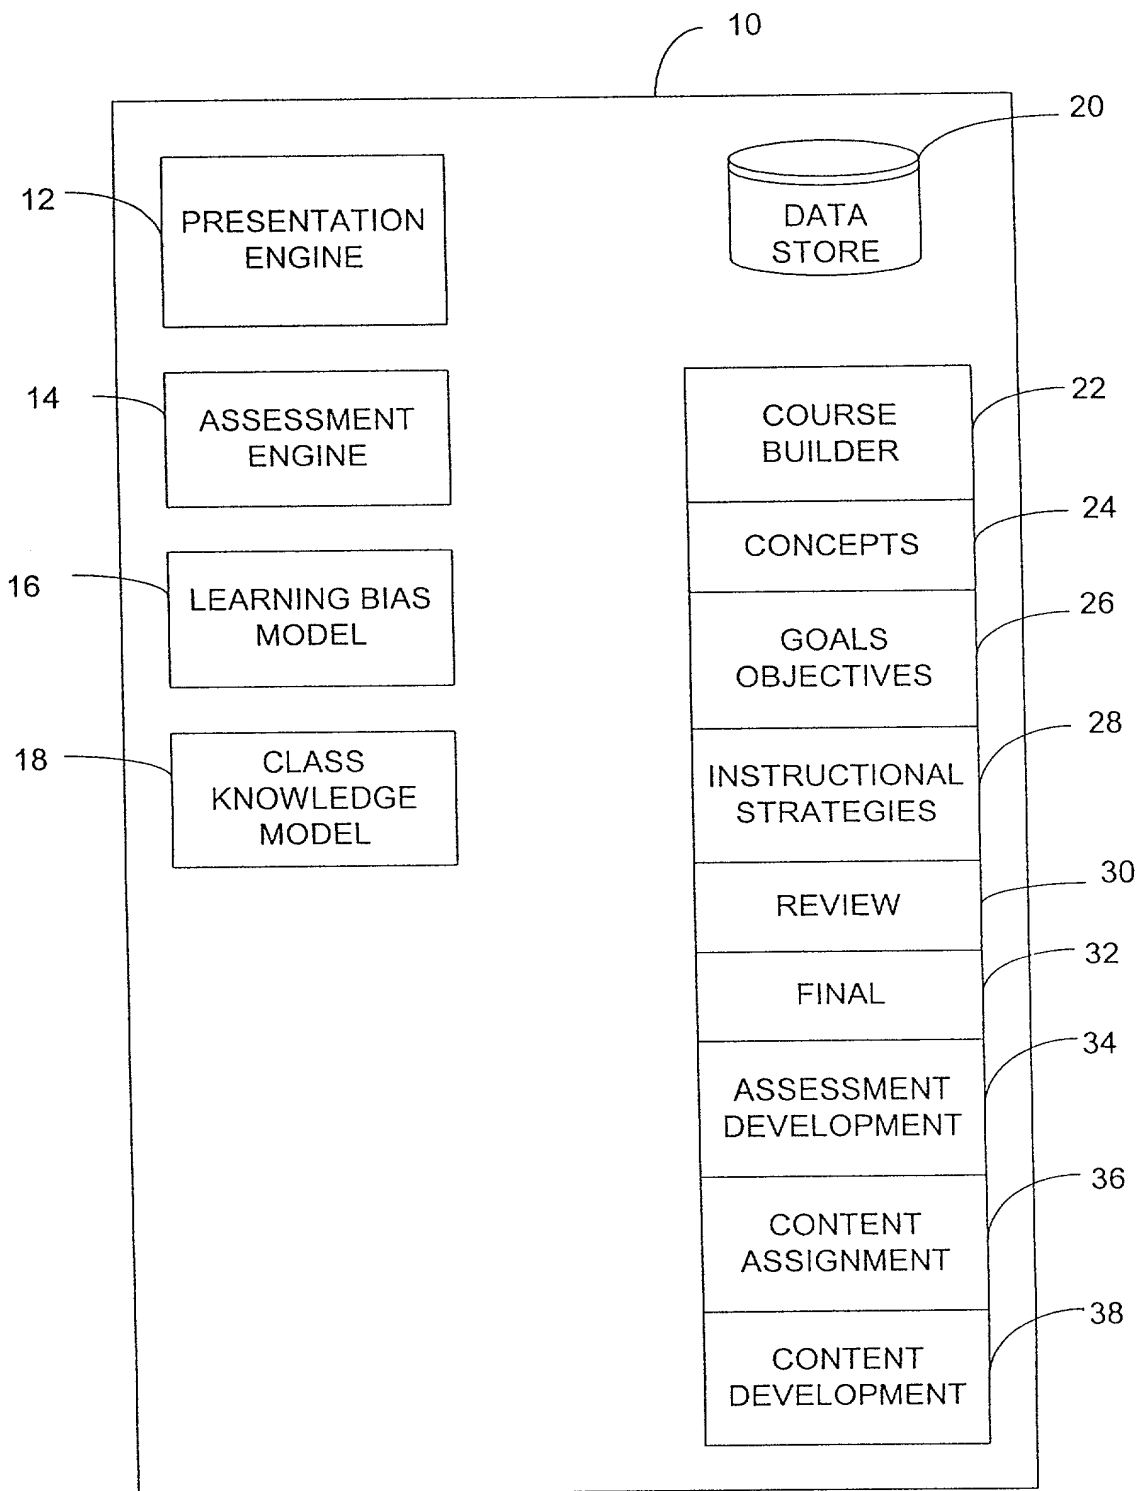 10
20
12
PRESENTATION
ENGINE
DATA
STORE
14
ASSESSMENT
ENGINE
16
LEARNING BIAS
MODEL
18
CLASS
KNOWLEDGE
MODEL
22
COURSE
BUILDER
24
CONCEPTS
26
GOALS
OBJECTIVES
28
INSTRUCTIONAL
STRATEGIES
30
REVIEW
32
FINAL
34
ASSESSMENT
DEVELOPMENT
36
CONTENT
ASSIGNMENT
38
CONTENT
DEVELOPMENT